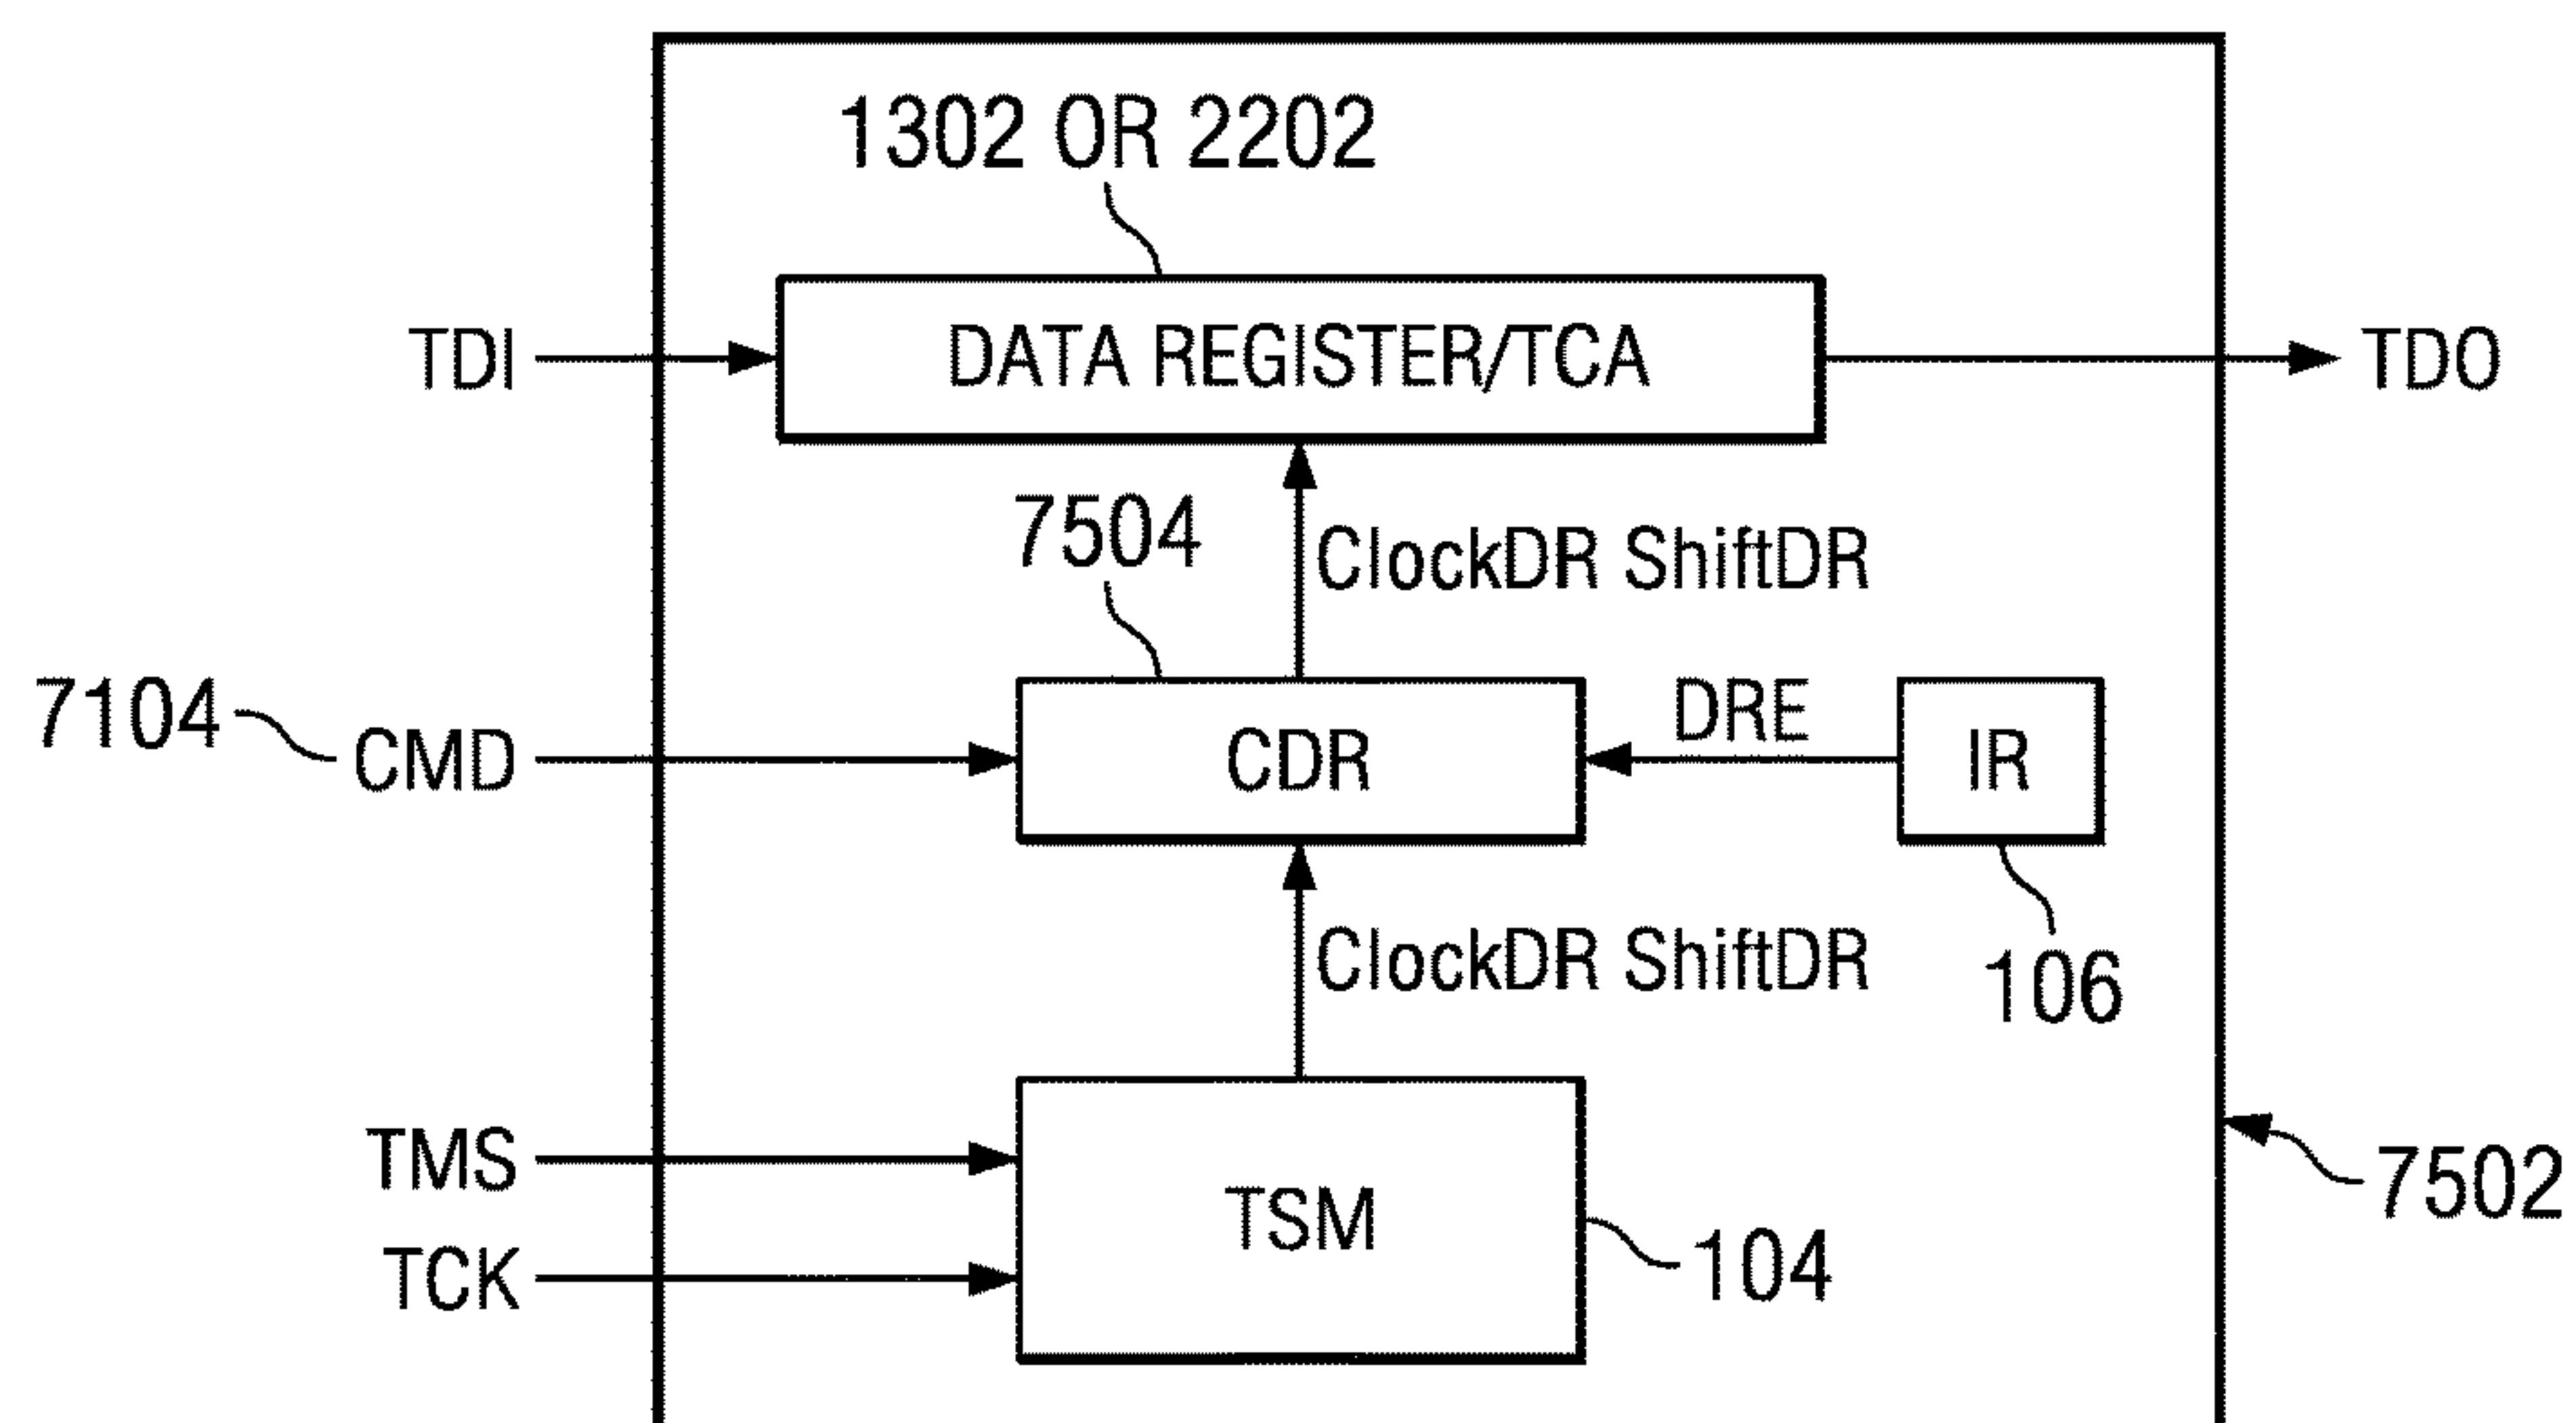 1302 OR 2202
TDI
DATA REGISTER/TCA
TDO
7504
ClockDR ShiftDR
7104
CMD
CDR
DRE
IR
ClockDR ShiftDR
106
TMS
TSM
7502
TCK
104